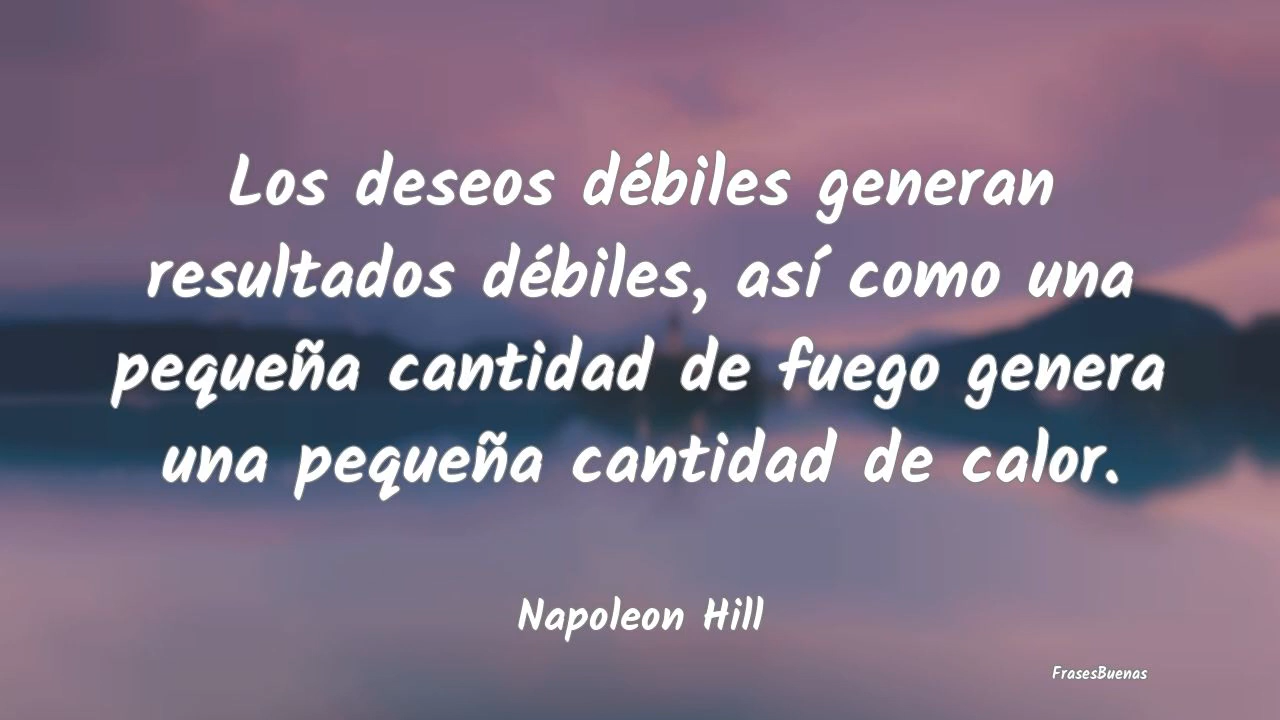 Los deseos débiles generan
resultados débiles, así como una
pequeña cantidad de fuego genera
una pequeña cantidad de calor.
Napoleon Hill
FrasesBuenas